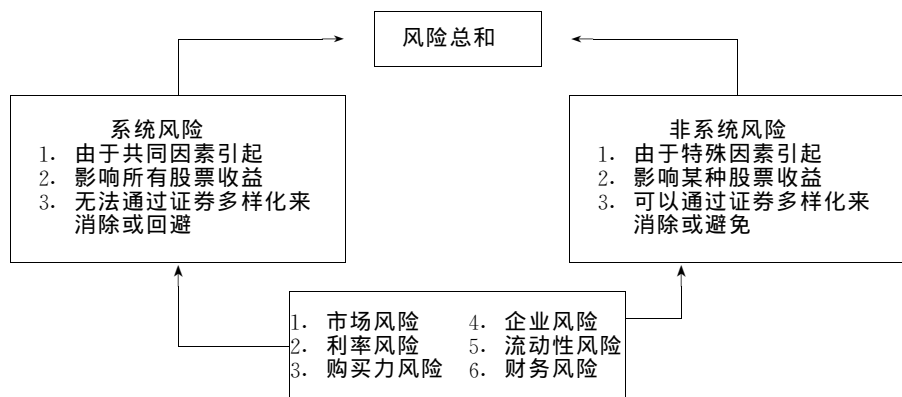 风险总和
系统风险
1. 由于共同因素引起
2. 影响所有股票收益
3. 无法通过证券多样化来
消除或回避
非系统风险
1. 由于特殊因素引起
2. 影响某种股票收益
3. 可以通过证券多样化来
消除或避免
1. 市场风险
2. 利率风险
3. 购买力风险
4. 企业风险
5. 流动性风险
6. 财务风险